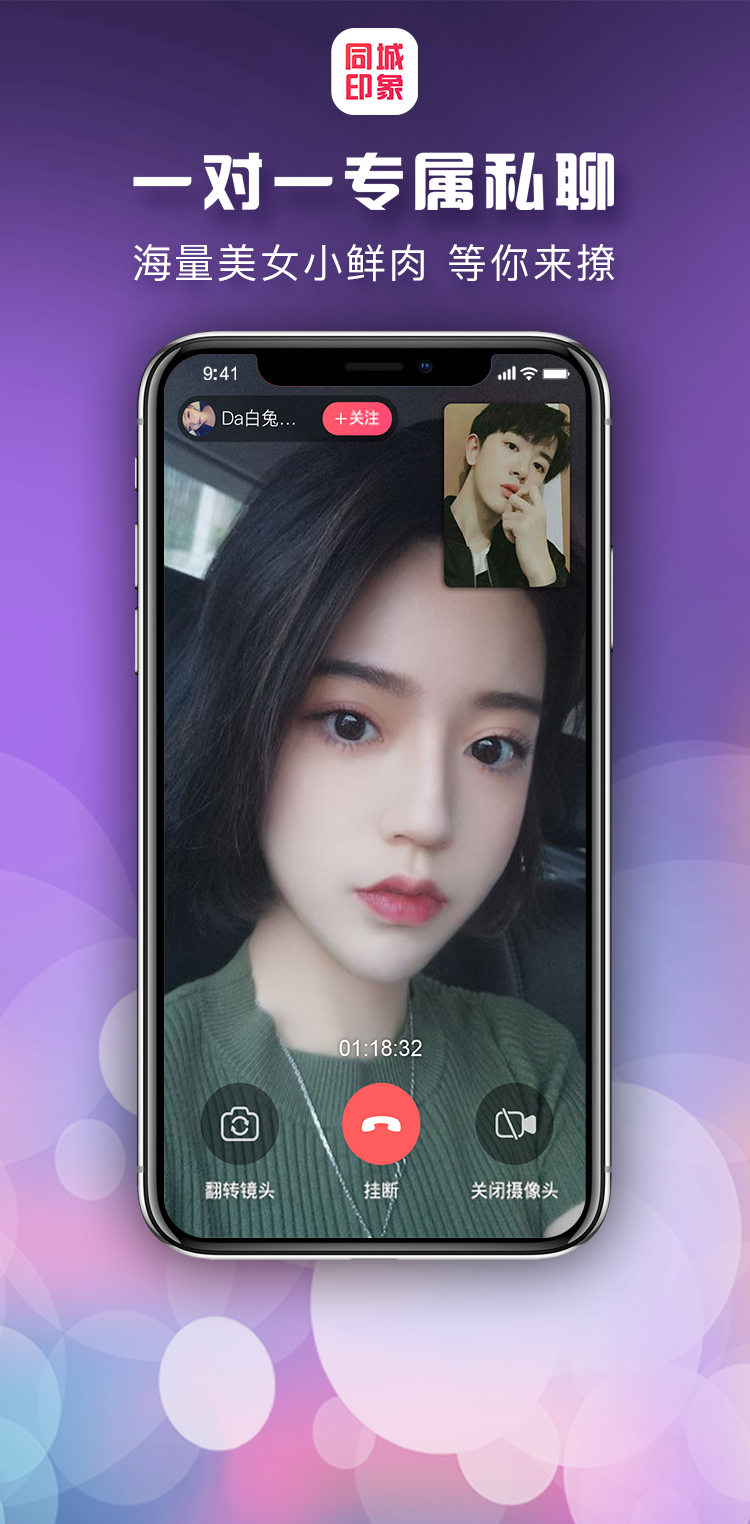 同城
印象
一对一专属私聊
海量美女小鲜肉 等你来撩
9:41
Da白兔...
+关注
01:18:32
翻转镜头
挂断
关闭摄像头